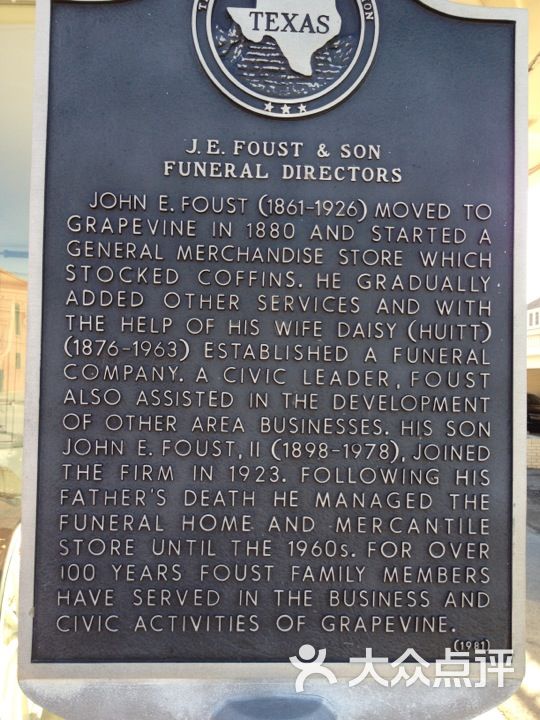 TEXAS
J. E. FOUST & SON
FUNERAL DIRECTORS
JOHN E. FOUST (1861-1926) MOVED TO
GRAPEVINE IN 1880 AND STARTED A
GENERAL MERCHANDISE STORE WHICH
STOCKED COFFINS. HE GRADUALLY
ADDED OTHER SERVICES AND WITH
THE HELP OF HIS WIFE DAISY (HUITT)
(1876-1963) ESTABLISHED A FUNERAL
COMPANY. A CIVIC LEADER, FOUST
ALSO ASSISTED IN THE DEVELOPMENT
OF OTHER AREA BUSINESSES. HIS SON
JOHN E. FOUST, II (1898-1978), JOINED
THE FIRM IN 1923. FOLLOWING HIS
FATHER'S DEATH HE MANAGED THE
FUNERAL HOME AND MERCANTILE
STORE UNTIL THE 1960s. FOR OVER
100 YEARS FOUST FAMILY MEMBERS
HAVE SERVED IN THE BUSINESS AND
CIVIC ACTIVITIES OF GRAPEVINE.
(1981)
大众点评